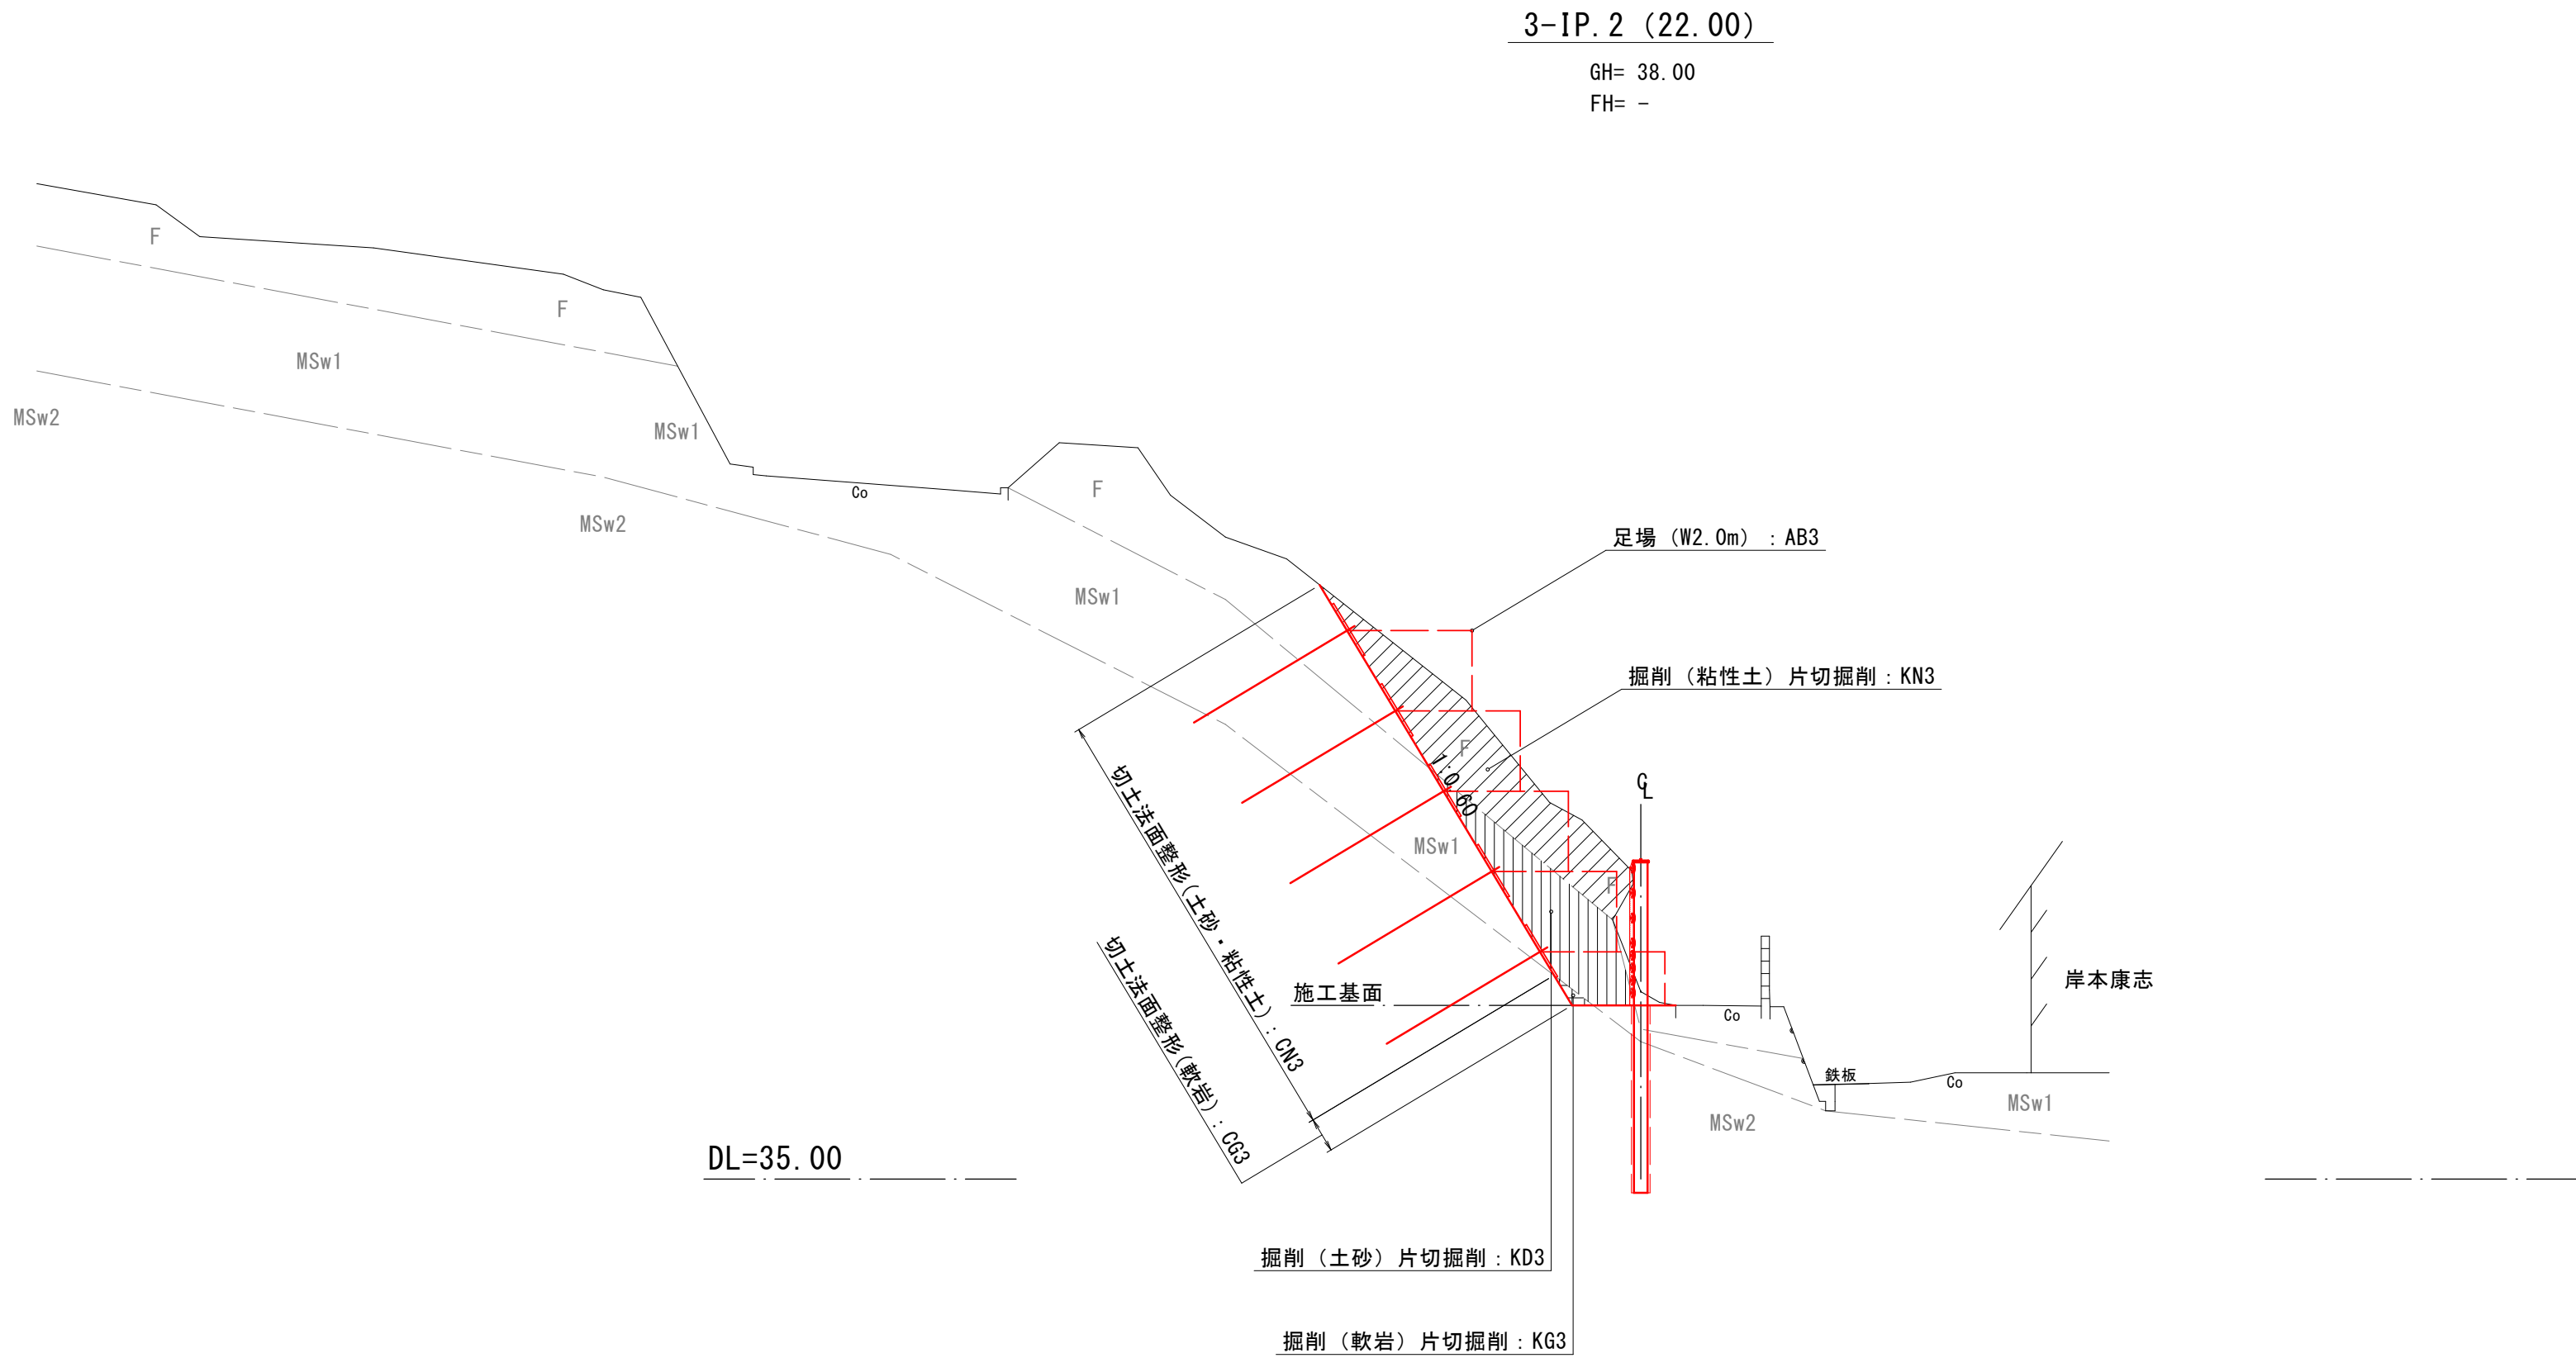 3-IP.2 (22.00)
GH= 38.00
FH= -
F
F
MSw1
MSw2
MSw1
Co
F
MSw2
足場（W2.0m）：AB3
MSw1
掘削（粘性土）片切掘削：KN3
F
1:0.60
CL
切土法面整形(土砂・粘性土)：CN3
MSw1
F
切土法面整形(軟岩)：CG3
施工基面
岸本康志
Co
鉄板
Co
MSw1
MSw2
DL=35.00
掘削（土砂）片切掘削：KD3
掘削（軟岩）片切掘削：KG3